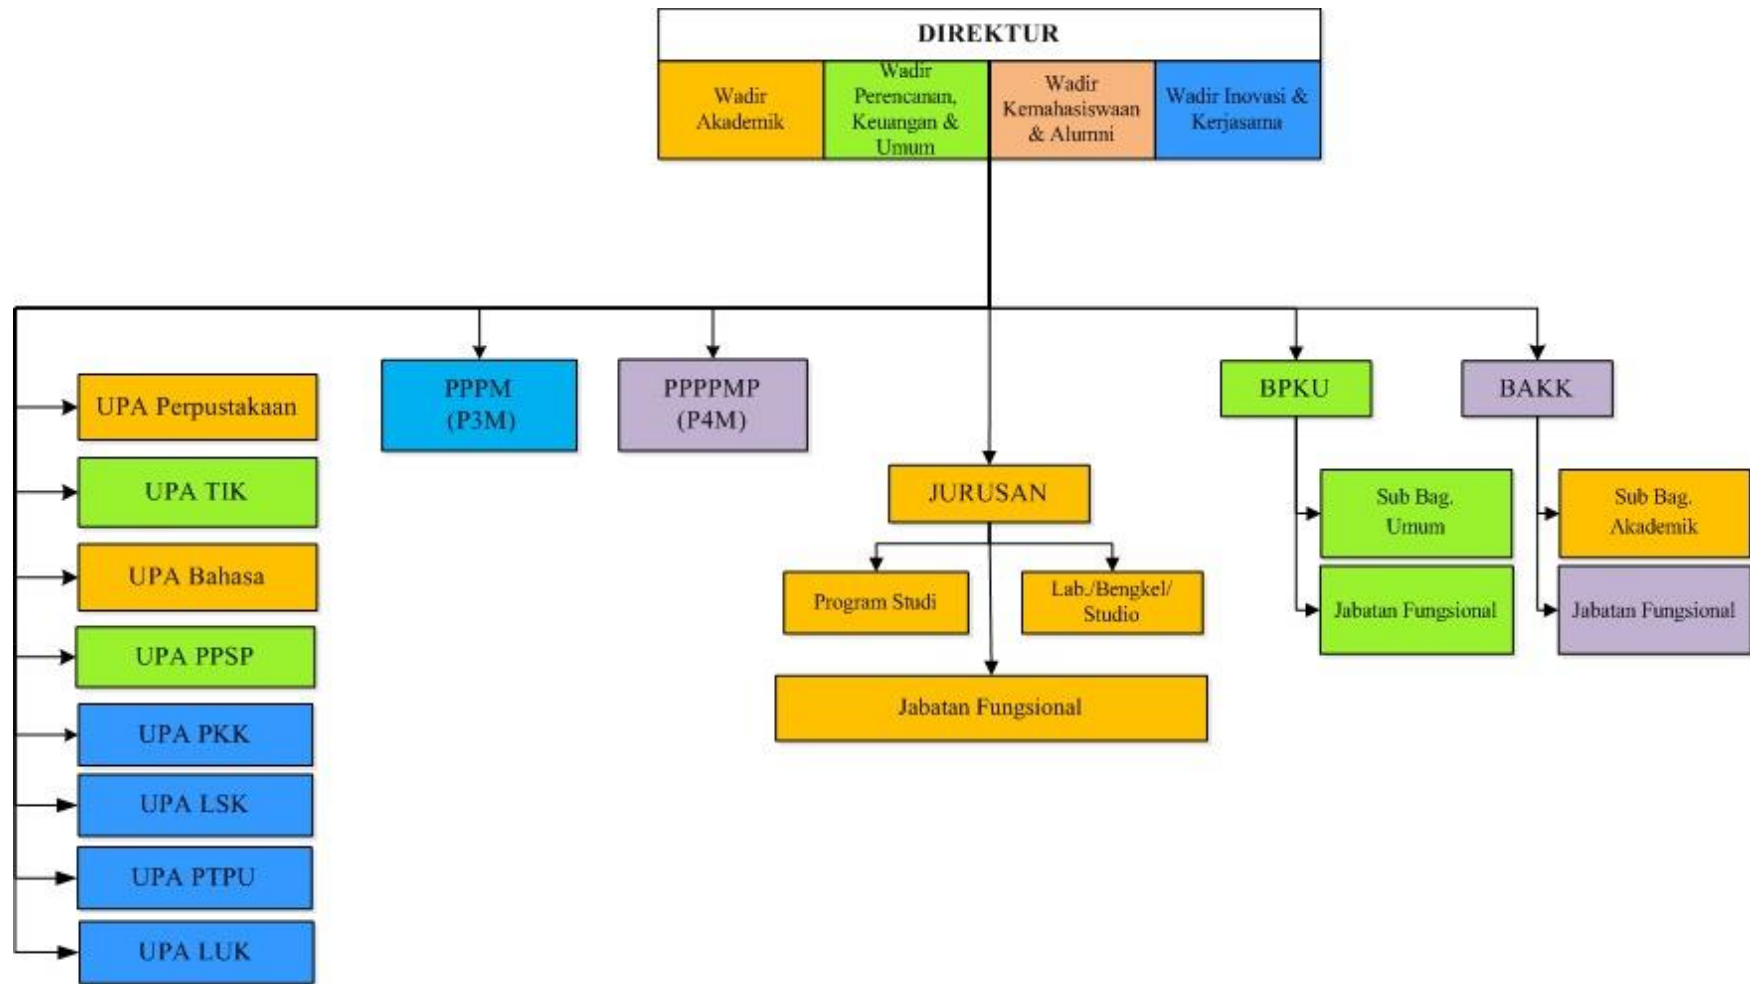 DIREKTUR
Wadir
Akademik
Wadir
Perencanan,
Keuangan &
Umum
Wadir
Kemahasiswaan
& Alumni
Wadir Inovasi &
Kerjasama
UPA Perpustakaan
UPA TIK
UPA Bahasa
UPA PPSP
UPA PKK
UPA LSK
UPA PTPU
UPA LUK
PPPM
(P3M)
PPPPMP
(P4M)
JURUSAN
Program Studi
Lab./Bengkel/
Studio
Jabatan Fungsional
BPKU
Sub Bag.
Umum
Jabatan Fungsional
BAKK
Sub Bag.
Akademik
Jabatan Fungsional